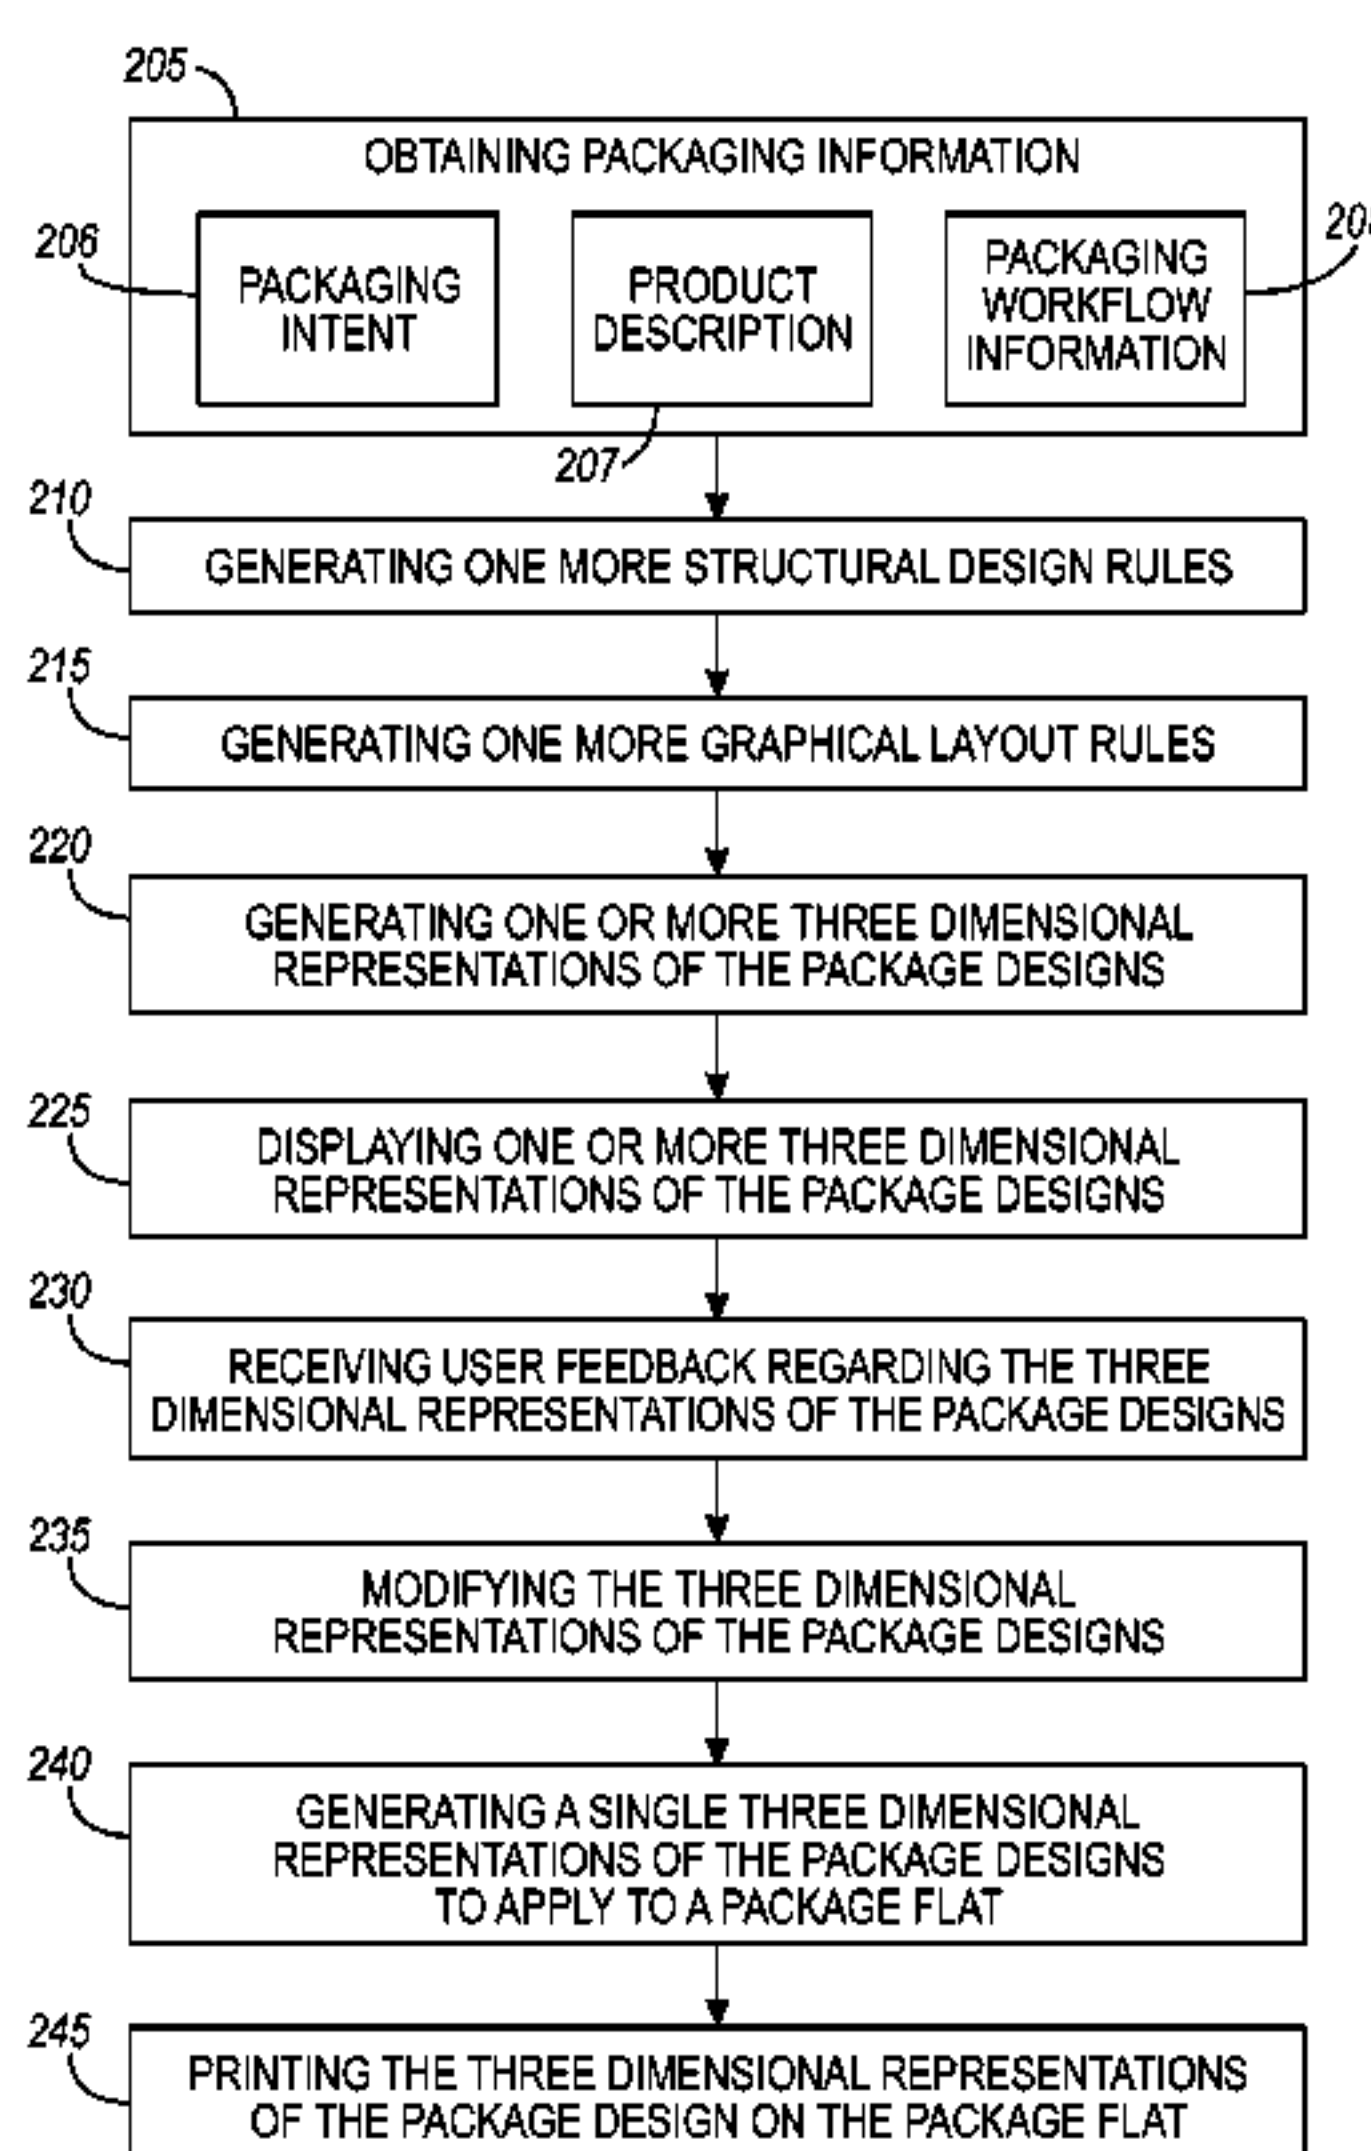 205
OBTAINING PACKAGING INFORMATION
206
PACKAGING
INTENT
PRODUCT
DESCRIPTION
207
PACKAGING
WORKFLOW
INFORMATION
210
GENERATING ONE MORE STRUCTURAL DESIGN RULES
215
GENERATING ONE MORE GRAPHICAL LAYOUT RULES
220
GENERATING ONE OR MORE THREE DIMENSIONAL
REPRESENTATIONS OF THE PACKAGE DESIGNS
225
DISPLAYING ONE OR MORE THREE DIMENSIONAL
REPRESENTATIONS OF THE PACKAGE DESIGNS
230
RECEIVING USER FEEDBACK REGARDING THE THREE
DIMENSIONAL REPRESENTATIONS OF THE PACKAGE DESIGNS
235
MODIFYING THE THREE DIMENSIONAL
REPRESENTATIONS OF THE PACKAGE DESIGNS
240
GENERATING A SINGLE THREE DIMENSIONAL
REPRESENTATIONS OF THE PACKAGE DESIGNS
TO APPLY TO A PACKAGE FLAT
245
PRINTING THE THREE DIMENSIONAL REPRESENTATIONS
OF THE PACKAGE DESIGN ON THE PACKAGE FLAT